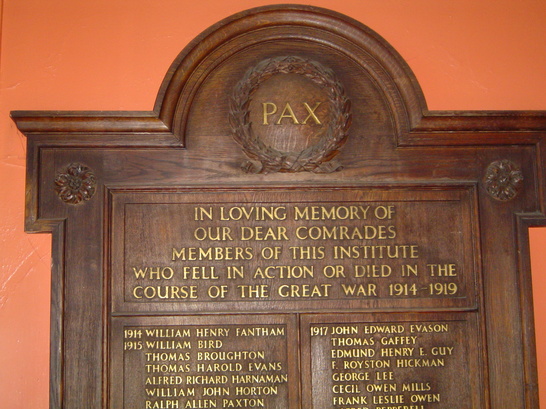 PAX
IN LOVING MEMORY OF
OUR DEAR COMRADES
MEMBERS OF THIS INSTITUTE
WHO FELL IN ACTION OR DIED IN THE
COURSE OF THE GREAT WAR 1914-1919
1914 WILLIAM HENRY FANTHAM
1915 WILLIAM BIRD
THOMAS BROUGHTON
THOMAS HAROLD EVANS
ALFRED RICHARD HARNAMAN
WILLIAM JOHN HORTON
RALPH ALLEN PAXTON
1917 JOHN EDWARD EVASON
THOMAS GAFFEY
EDMUND HENRY E. GUY
F. ROYSTON HICKMAN
GEORGE LEE
CECIL OWEN MILLS
FRANK LESLIE OWEN